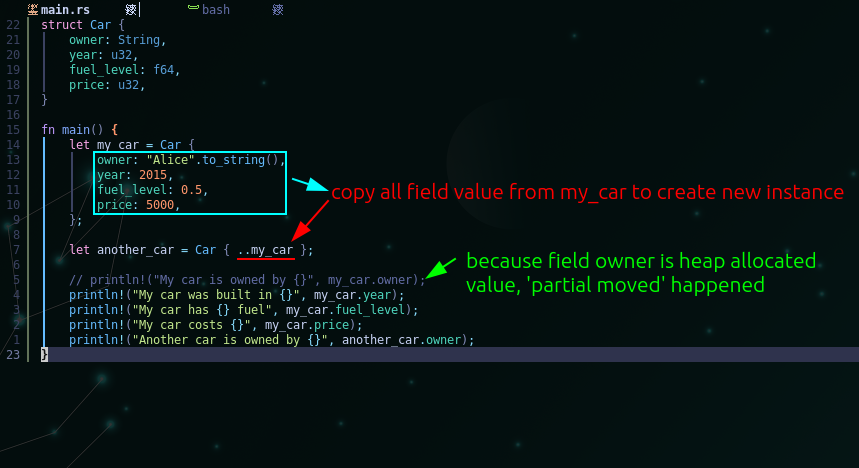 main.rs bash
22 struct Car {
21 owner: String,
20 year: u32,
19 fuel_level: f64,
18 price: u32,
17 }
16
15 fn main() {
14 let my_car = Car {
13 owner: "Alice".to_string(),
12 year: 2015,
11 fuel_level: 0.5,
10 price: 5000,
9 };
copy all field value from my_car to create new instance
8
7 let another_car = Car { ..my_car };
6
5 // println!("My car is owned by {}", my_car.owner);
because field owner is heap allocated
value, 'partial moved' happened
4 println!("My car was built in {}", my_car.year);
3 println!("My car has {} fuel", my_car.fuel_level);
2 println!("My car costs {}", my_car.price);
1 println!("Another car is owned by {}", another_car.owner);
23 }